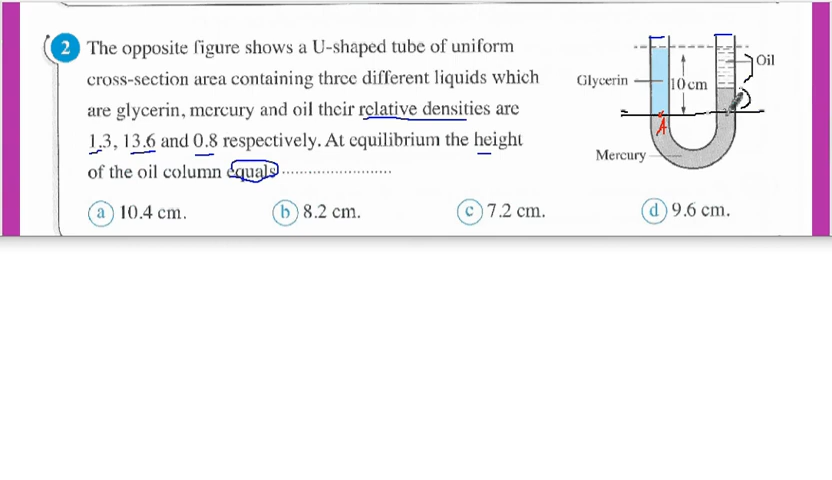 2 The opposite figure shows a U-shaped tube of uniform
cross-section area containing three different liquids which
are glycerin, mercury and oil their relative densities are
1.3, 13.6 and 0.8 respectively. At equilibrium the height
of the oil column equals ........................
a 10.4 cm. b 8.2 cm. c 7.2 cm. d 9.6 cm.
Oil
Glycerin
10 cm
A
Mercury